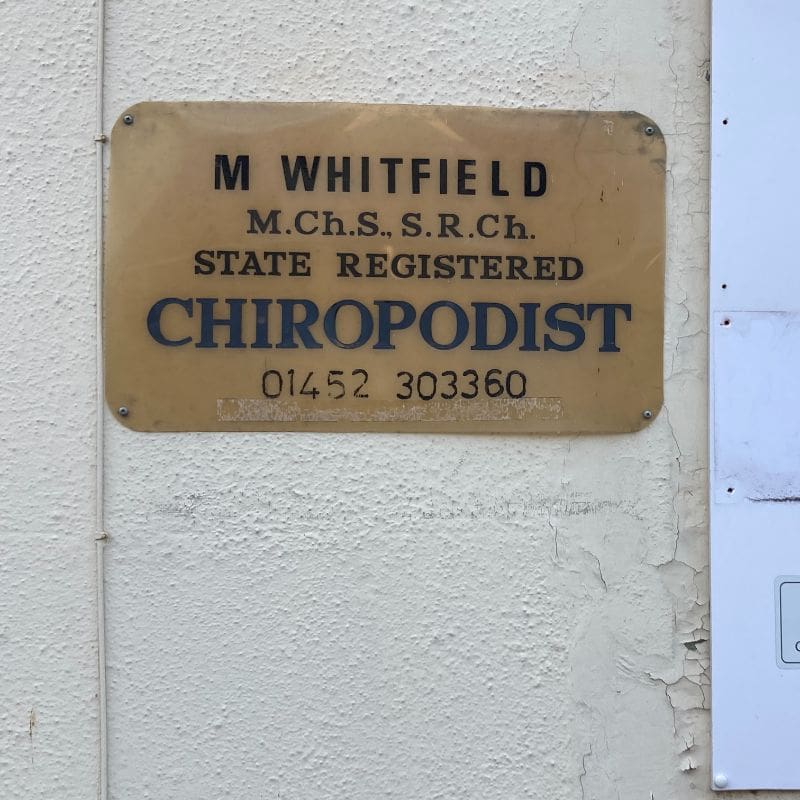 M WHITFIELD
M.Ch.S., S.R.Ch.
STATE REGISTERED
CHIROPODIST
01452 303360